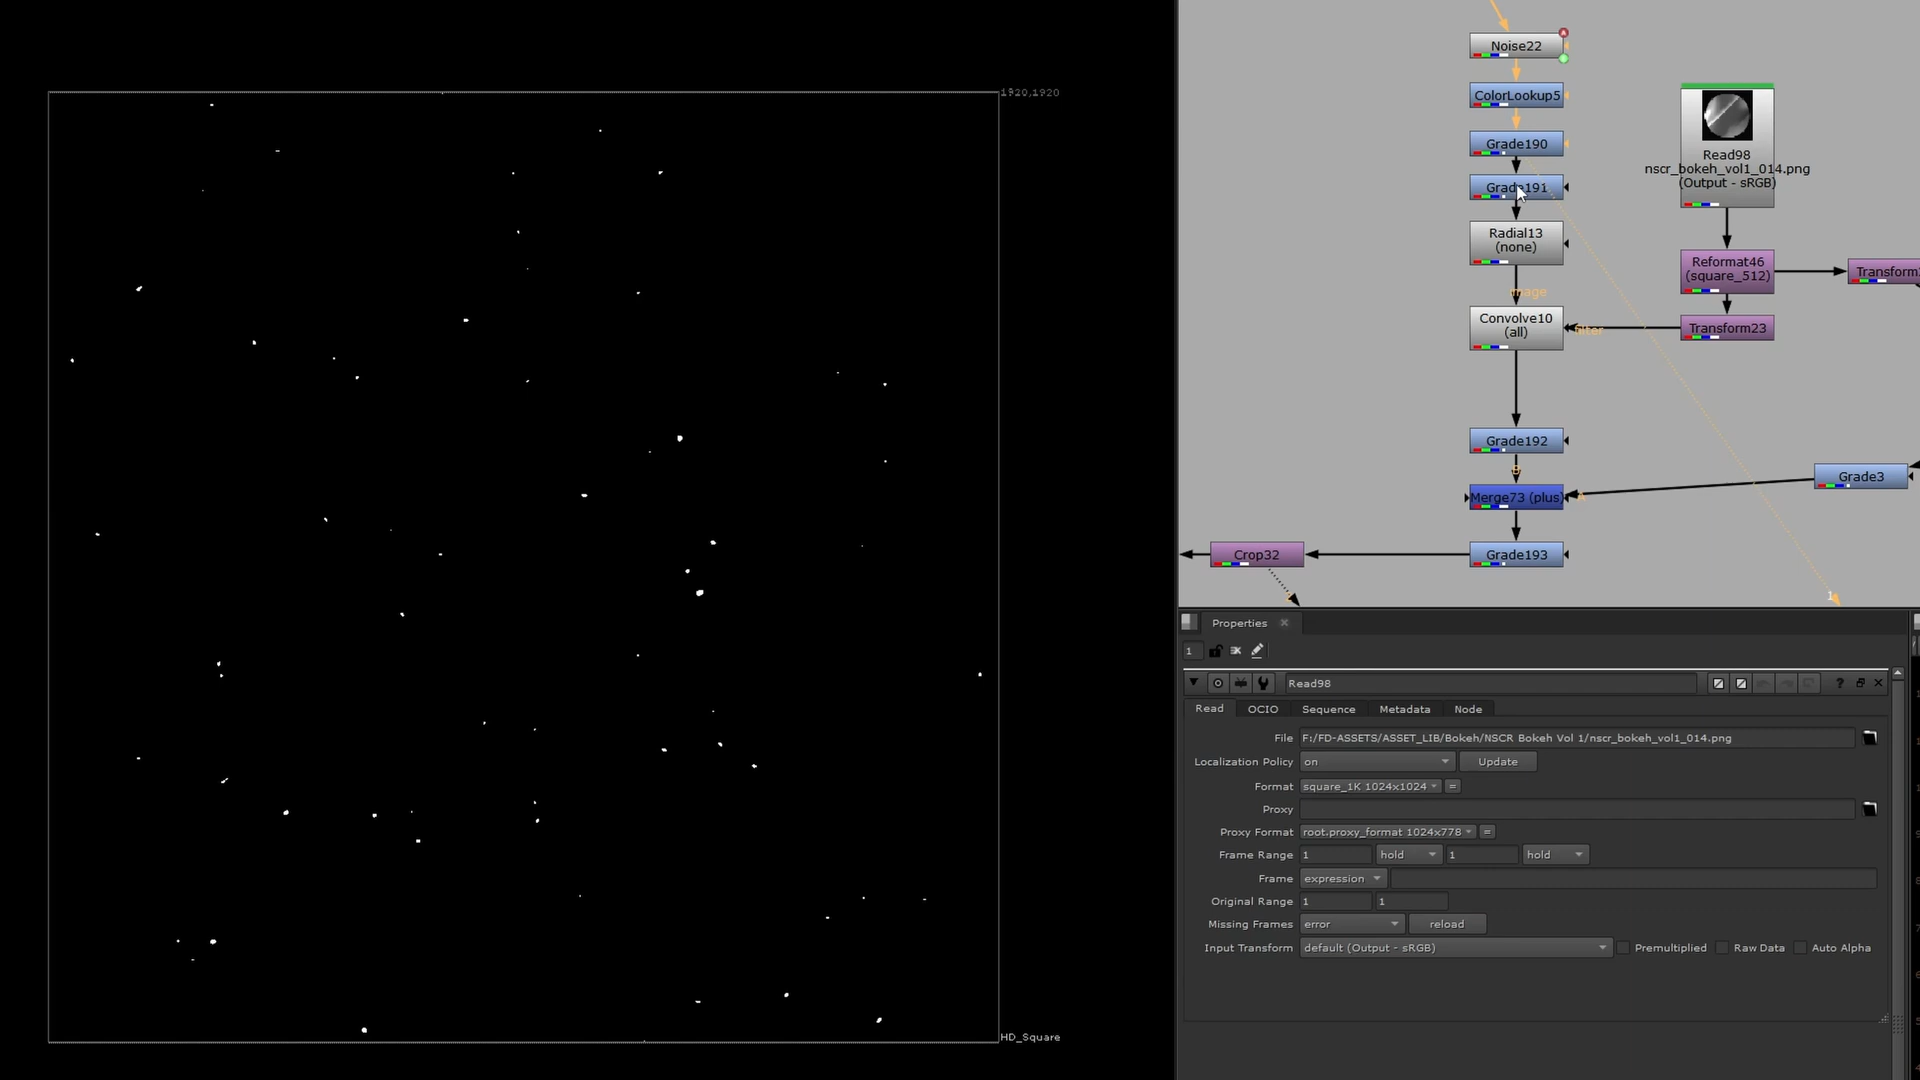 1920,1920
HD_Square
Noise22
ColorLookup5
Grade190
Grade191
Radial13
(none)
image
Convolve10
(all)
Grade192
B
Merge73 (plus)
A
Grade193
Crop32
Read98
nscr_bokeh_vol1_014.png
(Output - sRGB)
Reformat46
(square_512)
Transform23
Grade3
1
Properties
1
Read98
?
Read OCIO Sequence Metadata Node
File F:/FD-ASSETS/ASSET_LIB/Bokeh/NSCR Bokeh Vol 1/nscr_bokeh_vol1_014.png
Localization Policy on Update
Format square_1K 1024x1024 =
Proxy
Proxy Format root.proxy_format 1024x778 =
Frame Range 1 hold 1 hold
Frame expression
Original Range 1 1
Missing Frames error reload
Input Transform default (Output - sRGB) Premultiplied Raw Data Auto Alpha